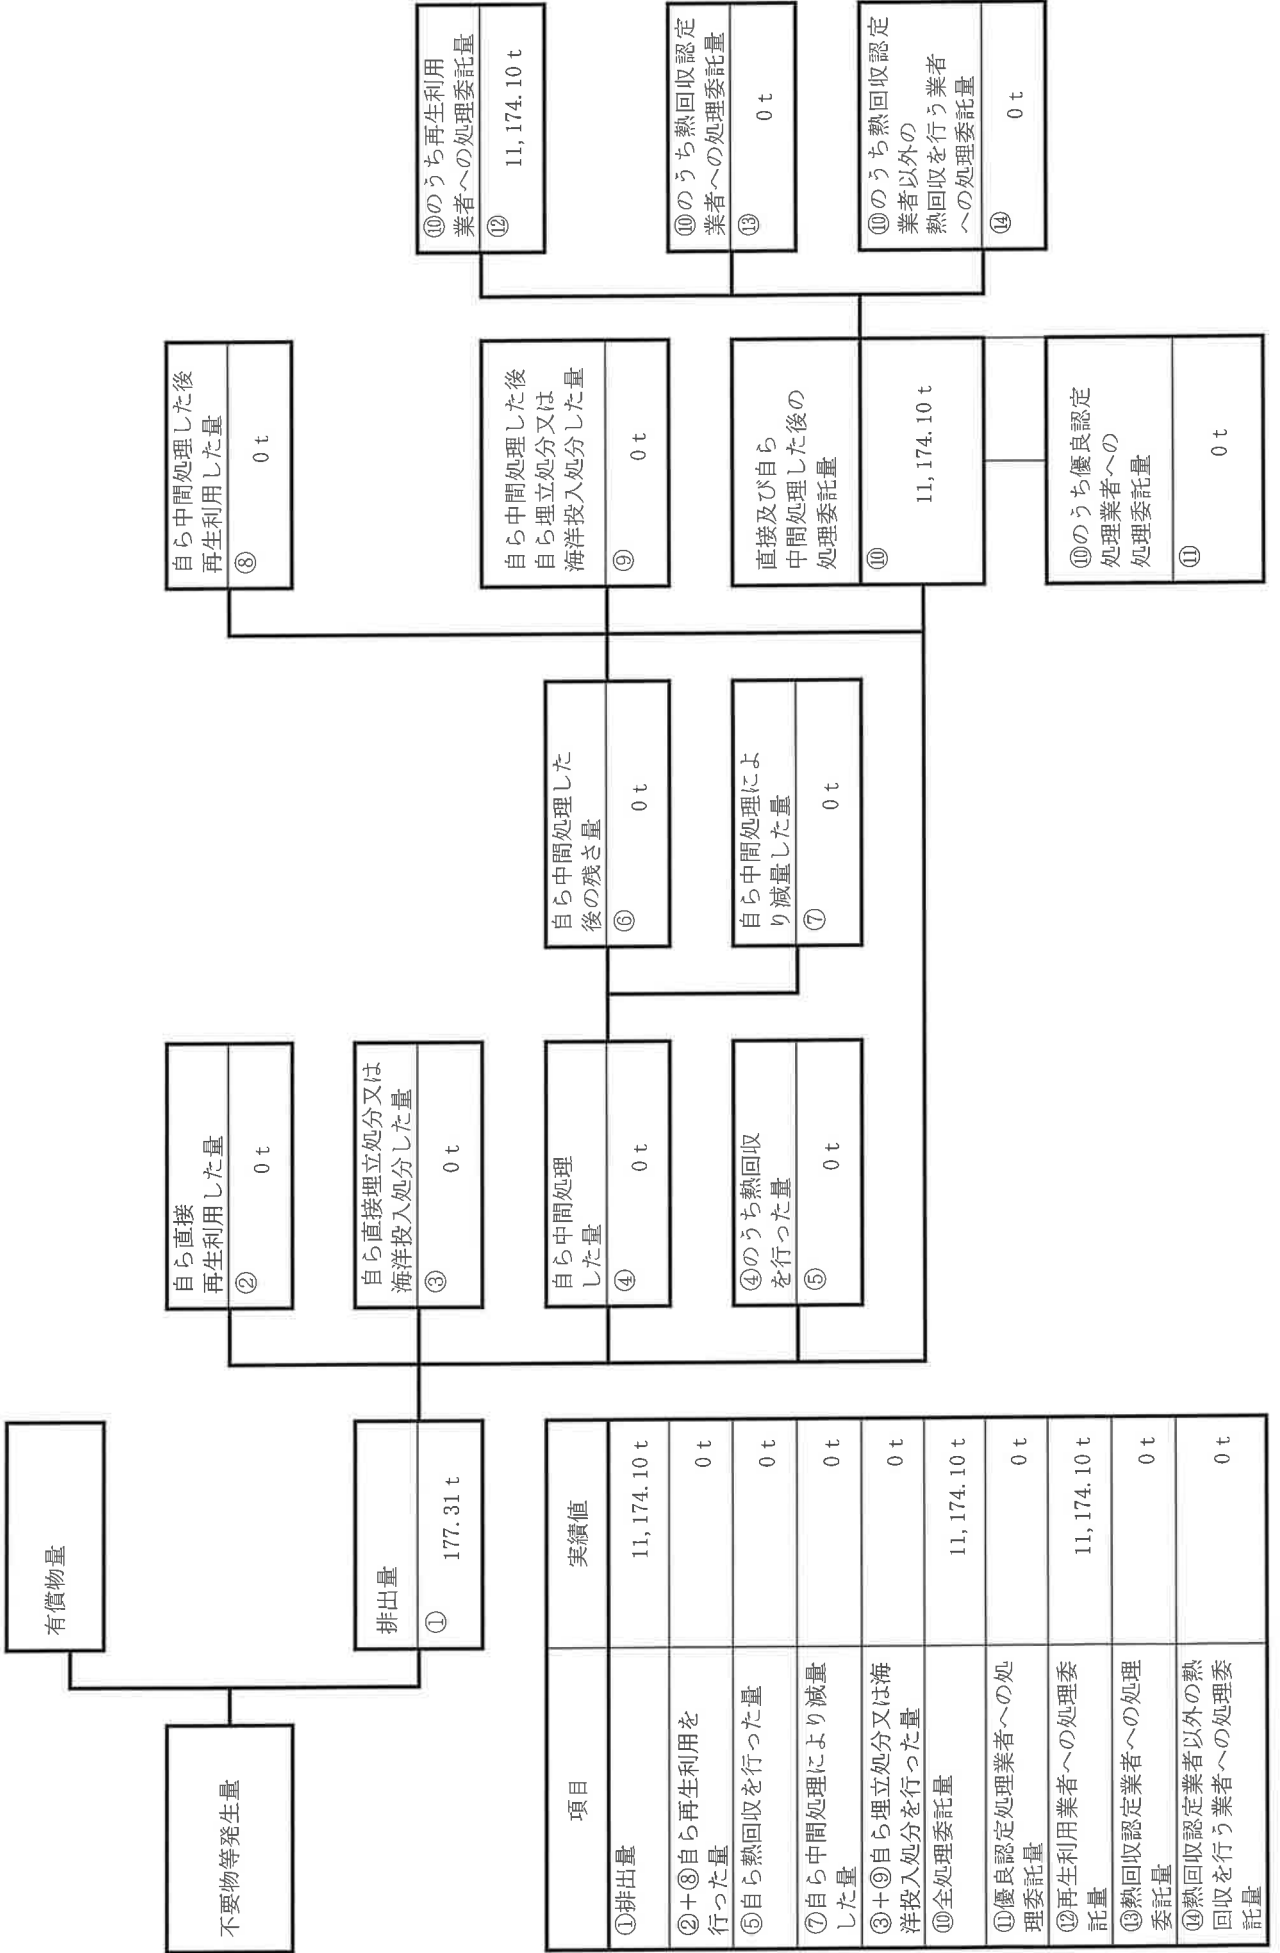 不要物等発生量
有償物量
排出量
① 177.31 t
自ら直接
再生利用した量
② 0 t
自ら直接埋立処分又は
海洋投入処分した量
③ 0 t
自ら中間処理
した量
④ 0 t
④のうち熱回収
を行った量
⑤ 0 t
自ら中間処理した
後の残さ量
⑥ 0 t
自ら中間処理によ
り減量した量
⑦ 0 t
自ら中間処理した後
再生利用した量
⑧ 0 t
自ら中間処理した後
自ら埋立処分又は
海洋投入処分した量
⑨ 0 t
直接及び自ら
中間処理した後の
処理委託量
⑩ 11,174.10 t
⑩のうち優良認定
処理業者への
処理委託量
⑪ 0 t
⑩のうち再生利用
業者への処理委託量
⑫ 11,174.10 t
⑩のうち熱回収認定
業者への処理委託量
⑬ 0 t
⑩のうち熱回収認定
業者以外の
熱回収を行う業者
への処理委託量
⑭ 0 t
項目 実績値
①排出量 11,174.10 t
②+⑧自ら再生利用を
行った量 0 t
⑤自ら熱回収を行った量 0 t
⑦自ら中間処理により減量
した量 0 t
③+⑨自ら埋立処分又は海
洋投入処分を行った量 0 t
⑩全処理委託量 11,174.10 t
⑪優良認定処理業者への処
理委託量 0 t
⑫再生利用業者への処理委
託量 11,174.10 t
⑬熱回収認定業者への処理
委託量 0 t
⑭熱回収認定業者以外の熱
回収を行う業者への処理委
託量 0 t